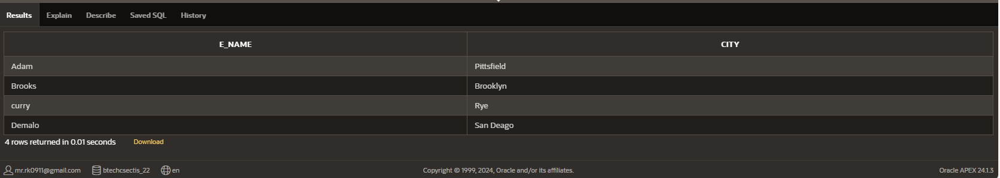 Results Explain Describe Saved SQL History
E_NAME CITY
Adam Pittsfield
Brooks Brooklyn
curry Rye
Demalo San Deago
4 rows returned in 0.01 seconds Download
mr.rk0911@gmail.com btechcsectis_22 en Copyright © 1999, 2024, Oracle and/or its affiliates. Oracle APEX 24.1.3